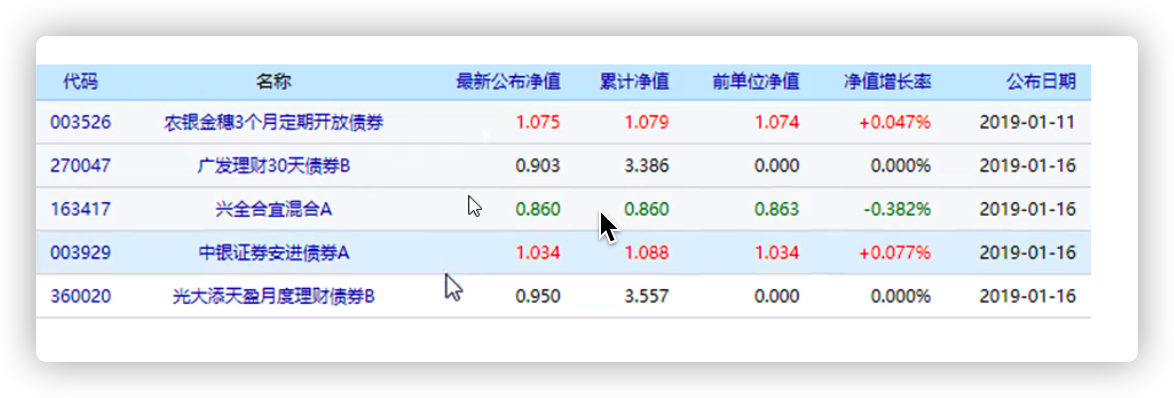 代码 名称 最新公布净值 累计净值 前单位净值 净值增长率 公布日期
003526 农银金穗3个月定期开放债券 1.075 1.079 1.074 +0.047% 2019-01-11
270047 广发理财30天债券B 0.903 3.386 0.000 0.000% 2019-01-16
163417 兴全合宜混合A 0.860 0.860 0.863 -0.382% 2019-01-16
003929 中银证券安进债券A 1.034 1.088 1.034 +0.077% 2019-01-16
360020 光大添天盈月度理财债券B 0.950 3.557 0.000 0.000% 2019-01-16